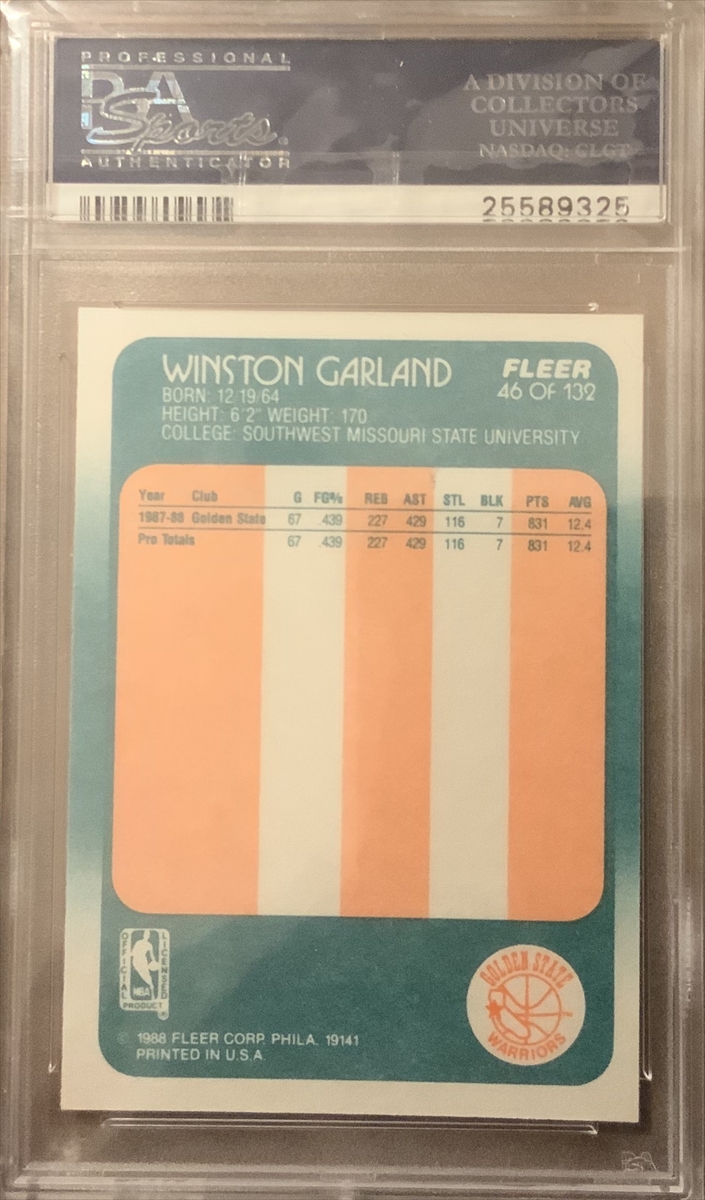 PROFESSIONAL
PSA
Sports
AUTHENTICATOR
A DIVISION OF
COLLECTORS
UNIVERSE
NASDAQ: CLCT
25589325
WINSTON GARLAND
FLEER
46 OF 132
BORN: 12 19/64
HEIGHT: 6'2" WEIGHT: 170
COLLEGE: SOUTHWEST MISSOURI STATE UNIVERSITY
Year Club G FG% REB AST STL BLK PTS AVG
1987-88 Golden State 67 .439 227 429 116 7 831 12.4
Pro Totals 67 .439 227 429 116 7 831 12.4
OFFICIAL
LICENSED
NBA
PRODUCT
GOLDEN STATE
WARRIORS
© 1988 FLEER CORP. PHILA. 19141
PRINTED IN U.S.A.
PSA